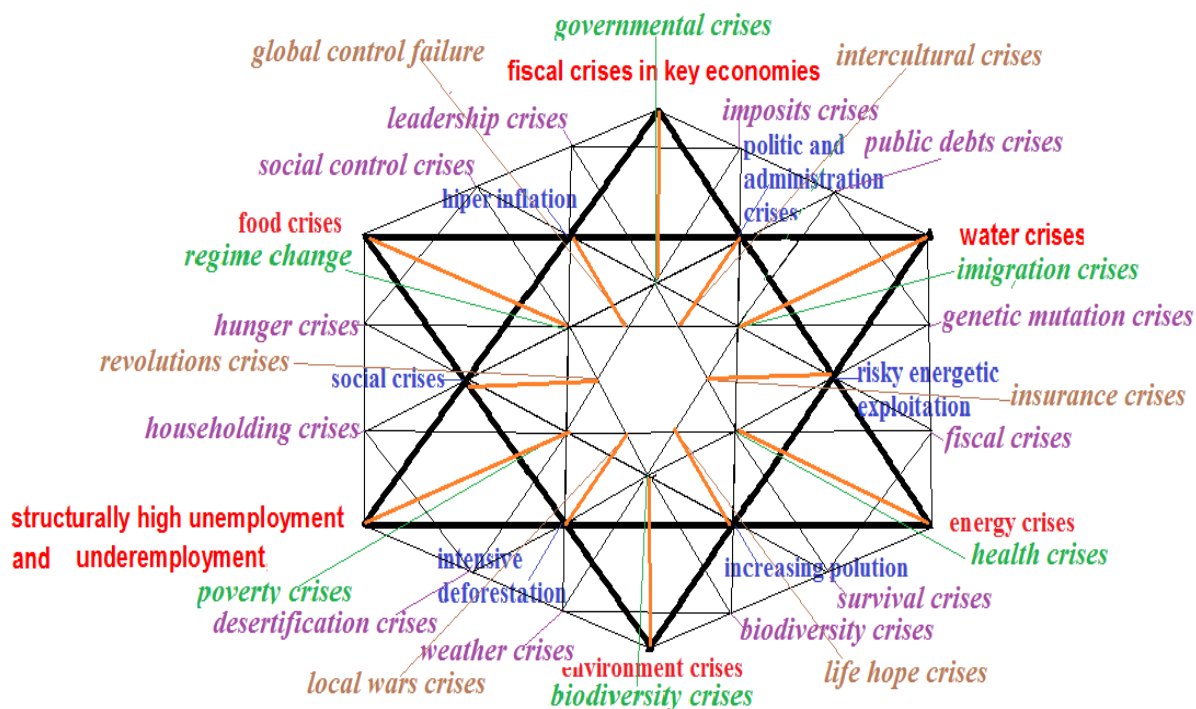 governmental crises
global control failure
intercultural crises
fiscal crises in key economies
leadership crises
imposits crises
politic and
administration
crises
public debts crises
social control crises
hiper inflation
food crises
water crises
regime change
imigration crises
hunger crises
genetic mutation crises
revolutions crises
social crises
risky energetic
exploitation
insurance crises
householding crises
fiscal crises
structurally high unemployment
and underemployment
energy crises
health crises
intensive
deforestation
increasing polution
poverty crises
survival crises
desertification crises
biodiversity crises
weather crises
environment crises
life hope crises
local wars crises
biodiversity crises